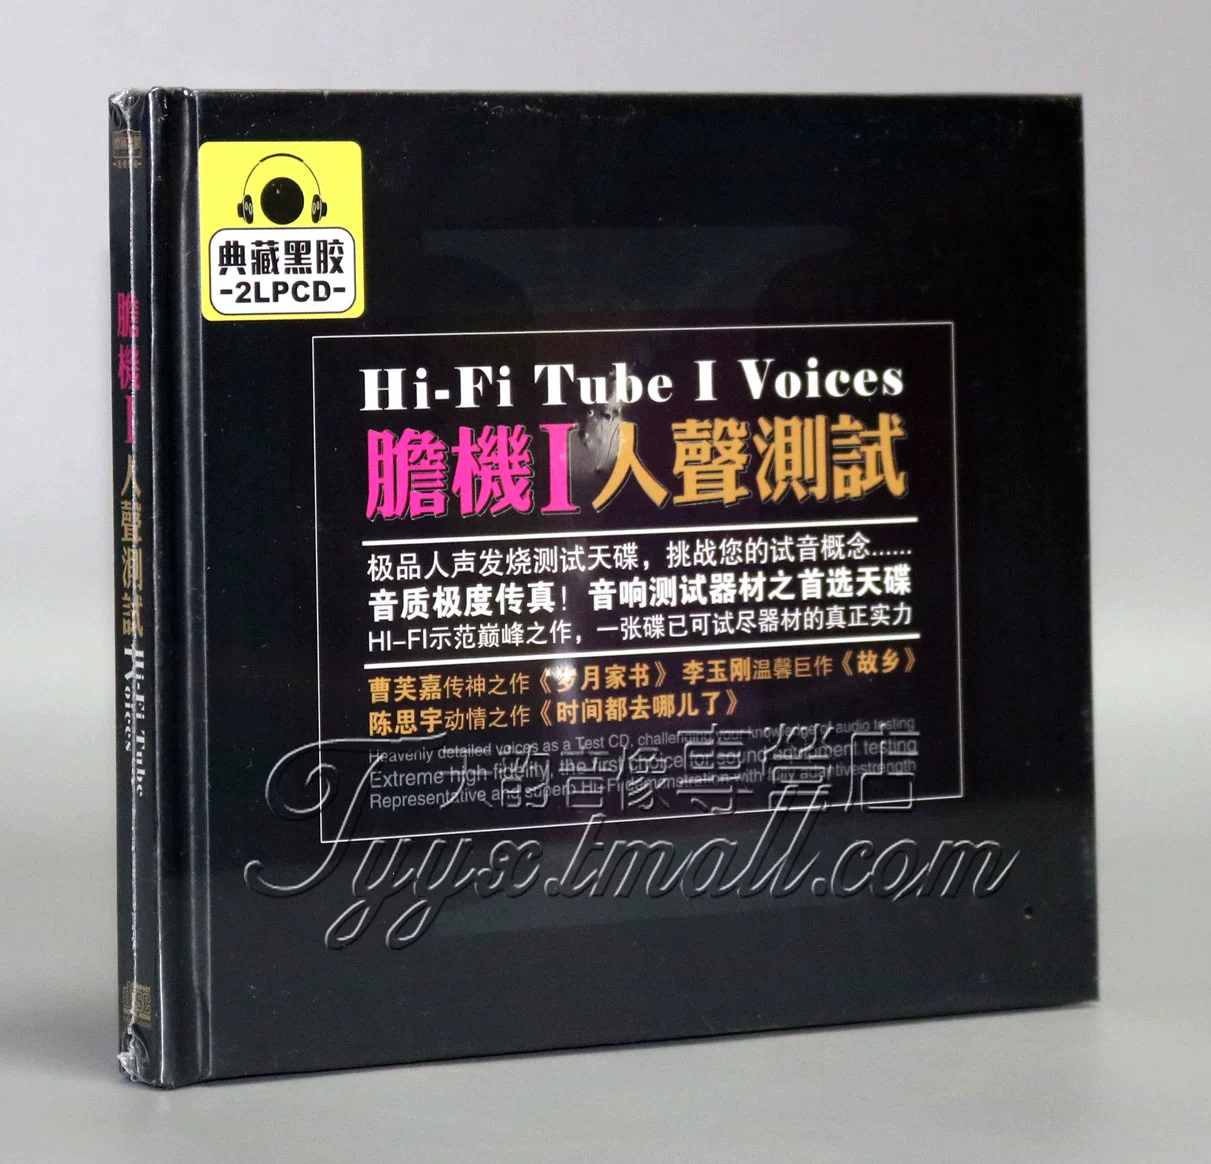 典藏黑胶
-2LPCD-
Hi-Fi Tube I Voices
膽機I人聲測試
极品人声发烧测试天碟，挑战您的试音概念......
音质极度传真！音响测试器材之首选天碟
HI-FI示范巅峰之作，一张碟已可试尽器材的真正实力
曹芙嘉传神之作《岁月家书》 李玉刚温馨巨作《故乡》
陈思宇动情之作《时间都去哪儿了》
Heavenly detailed voices as a Test CD, challenging your knowledge of audio testing
Extreme high fidelity, the first choice for sound equipment testing
Representative and superb Hi-Fi demonstration with fully adaptivestrength
音像専營店
Tyyx.tmall.com
膽機I人聲測試
Hi-Fi Tube
I Voices